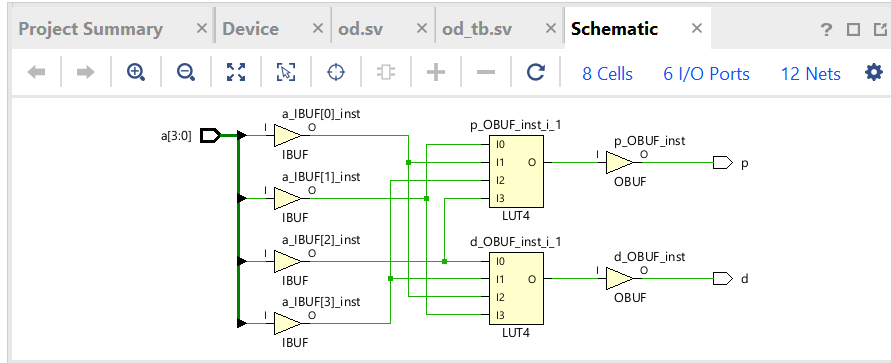 Project Summary × Device × od.sv × od_tb.sv × Schematic × ?
8 Cells 6 I/O Ports 12 Nets
a[3:0]
a_IBUF[0]_inst
I O
IBUF
a_IBUF[1]_inst
I O
IBUF
a_IBUF[2]_inst
I O
IBUF
a_IBUF[3]_inst
I O
IBUF
p_OBUF_inst_i_1
I0
I1 O
I2
I3
LUT4
p_OBUF_inst
I O
OBUF
p
d_OBUF_inst_i_1
I0
I1 O
I2
I3
LUT4
d_OBUF_inst
I O
OBUF
d